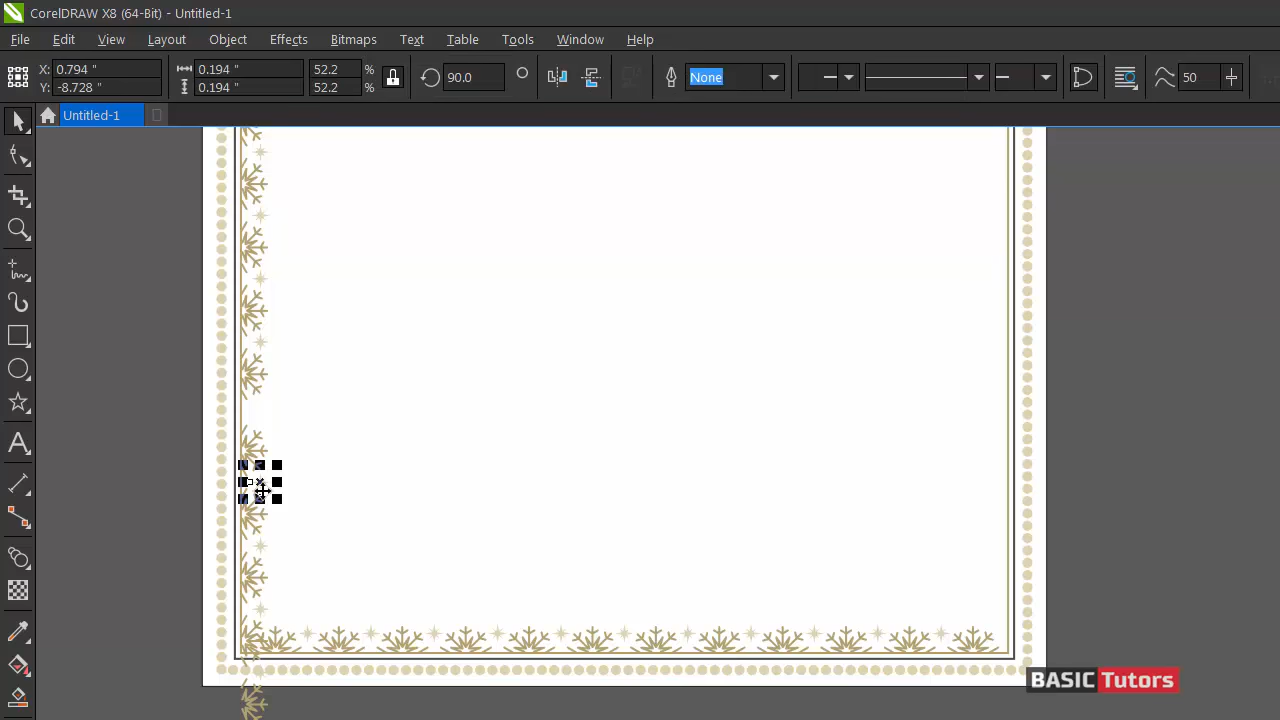 CorelDRAW X8 (64-Bit) - Untitled-1
File Edit View Layout Object Effects Bitmaps Text Table Tools Window Help
X: 0.794 " 0.194 " 52.2 % 90.0 None 50
Y: -8.728 " 0.194 " 52.2 %
Untitled-1
BASIC Tutors